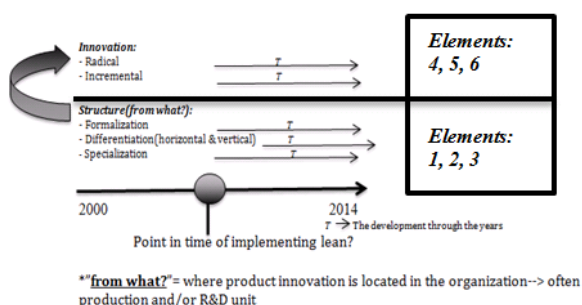 Innovation:
- Radical
- Incremental
T
T
Elements:
4, 5, 6
Structure(from what?):
- Formalization
- Differentiation(horizontal & vertical)
- Specialization
T
T
T
Elements:
1, 2, 3
2000
2014
T → The development through the years
Point in time of implementing lean?
*"from what?"= where product innovation is located in the organization--> often
production and/or R&D unit